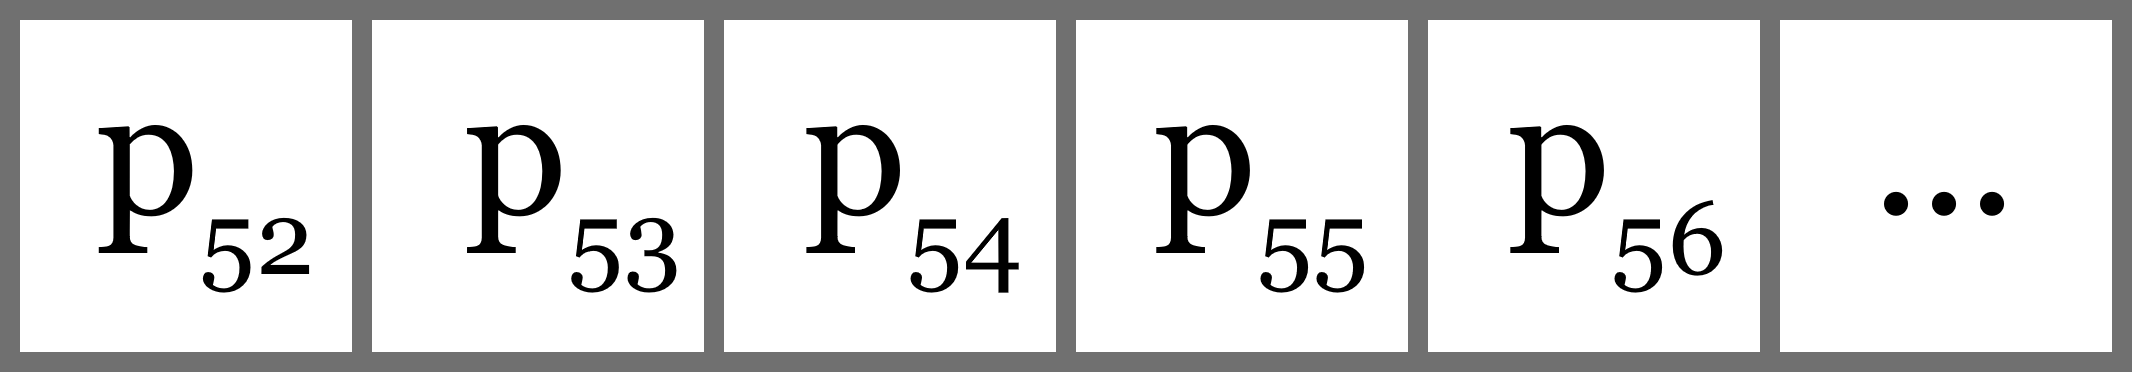 p₅₂ p₅₃ p₅₄ p₅₅ p₅₆ ...